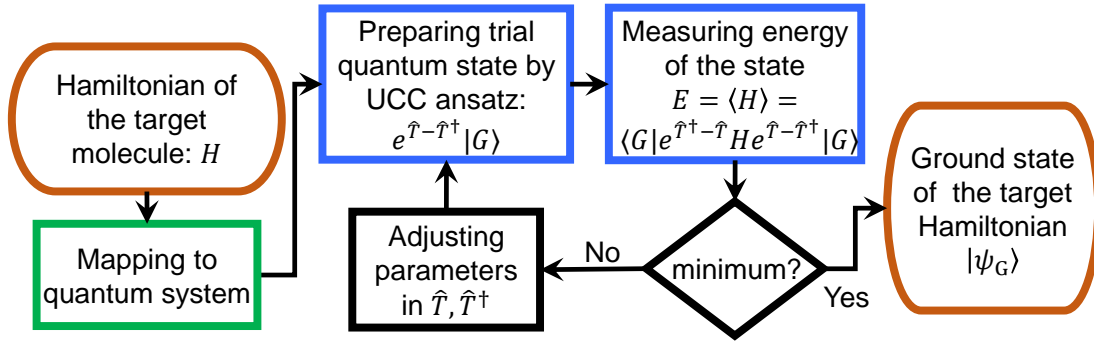 Hamiltonian of
the target
molecule: H
Mapping to
quantum system
Preparing trial
quantum state by
UCC ansatz:
e^{T̂−T̂†}|G⟩
Measuring energy
of the state
E = ⟨H⟩ =
⟨G|e^{T̂†−T̂}He^{T̂−T̂†}|G⟩
minimum?
No
Adjusting
parameters
in T̂, T̂†
Yes
Ground state
of the target
Hamiltonian
|ψ_G⟩